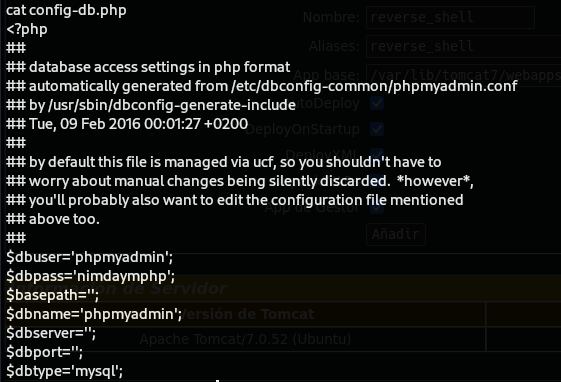 cat config-db.php
<?php
##
## database access settings in php format
## automatically generated from /etc/dbconfig-common/phpmyadmin.conf
## by /usr/sbin/dbconfig-generate-include
## Tue, 09 Feb 2016 00:01:27 +0200
##
## by default this file is managed via ucf, so you shouldn't have to
## worry about manual changes being silently discarded.  *however*,
## you'll probably also want to edit the configuration file mentioned
## above too.
##
$dbuser='phpmyadmin';
$dbpass='nimdaymphp';
$basepath='';
$dbname='phpmyadmin';
$dbserver='';
$dbport='';
$dbtype='mysql';
Nombre: reverse_shell
Aliases: reverse_shell
App base: /var/lib/tomcat7/webapps
AutoDeploy
DeployOnStartup
Añadir
de Servidor
Versión de Tomcat
Apache Tomcat/7.0.52 (Ubuntu)